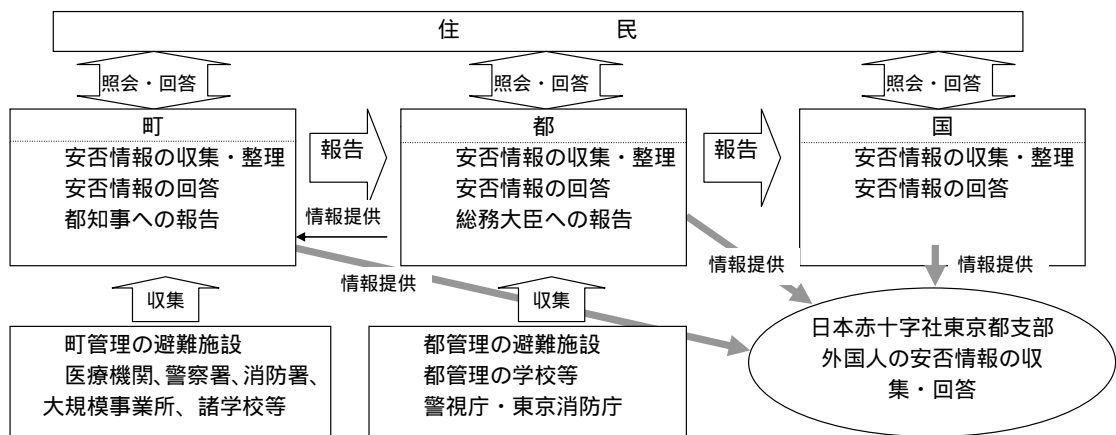 住　　　　民
照会・回答
照会・回答
照会・回答
町
安否情報の収集・整理
安否情報の回答
都知事への報告
報告
都
安否情報の収集・整理
安否情報の回答
総務大臣への報告
報告
国
安否情報の収集・整理
安否情報の回答
情報提供
情報提供
情報提供
情報提供
収集
収集
町管理の避難施設
医療機関、警察署、消防署、
大規模事業所、諸学校等
都管理の避難施設
都管理の学校等
警視庁・東京消防庁
日本赤十字社東京都支部
外国人の安否情報の収
集・回答